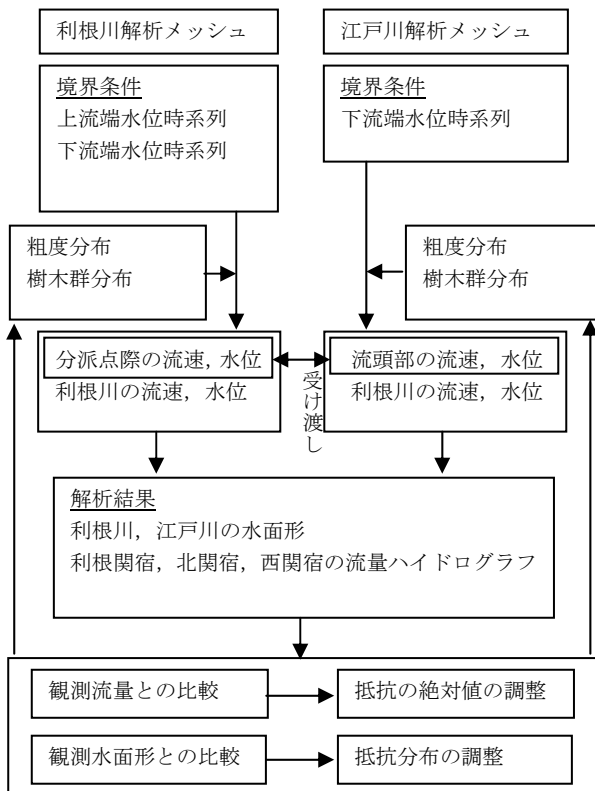 利根川解析メッシュ
江戸川解析メッシュ
境界条件
上流端水位時系列
下流端水位時系列
境界条件
下流端水位時系列
粗度分布
樹木群分布
粗度分布
樹木群分布
分派点際の流速,水位
利根川の流速,水位
受け渡し
流頭部の流速,水位
利根川の流速,水位
解析結果
利根川,江戸川の水面形
利根関宿,北関宿,西関宿の流量ハイドログラフ
観測流量との比較
抵抗の絶対値の調整
観測水面形との比較
抵抗分布の調整